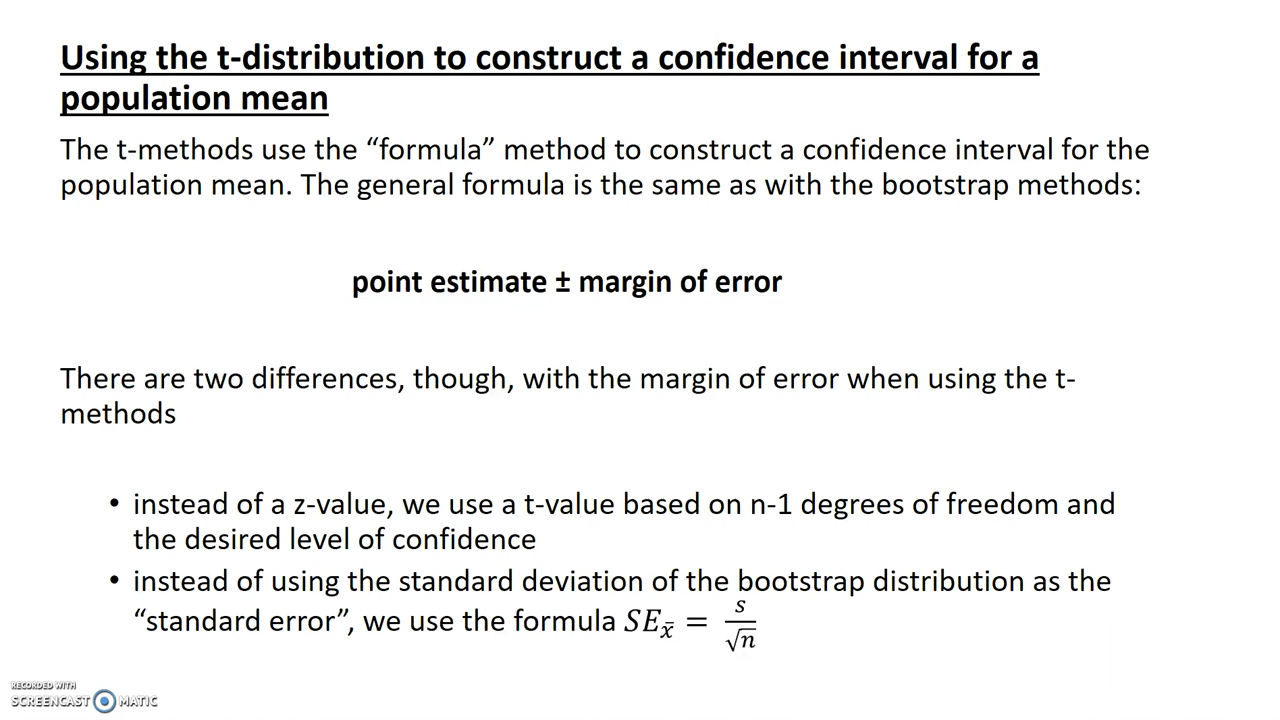 Using the t-distribution to construct a confidence interval for a
population mean
The t-methods use the “formula” method to construct a confidence interval for the
population mean. The general formula is the same as with the bootstrap methods:
point estimate ± margin of error
There are two differences, though, with the margin of error when using the t-
methods
• instead of a z-value, we use a t-value based on n-1 degrees of freedom and
the desired level of confidence
• instead of using the standard deviation of the bootstrap distribution as the
“standard error”, we use the formula SE_x̄ = s/√n
RECORDED WITH
SCREENCAST MATIC